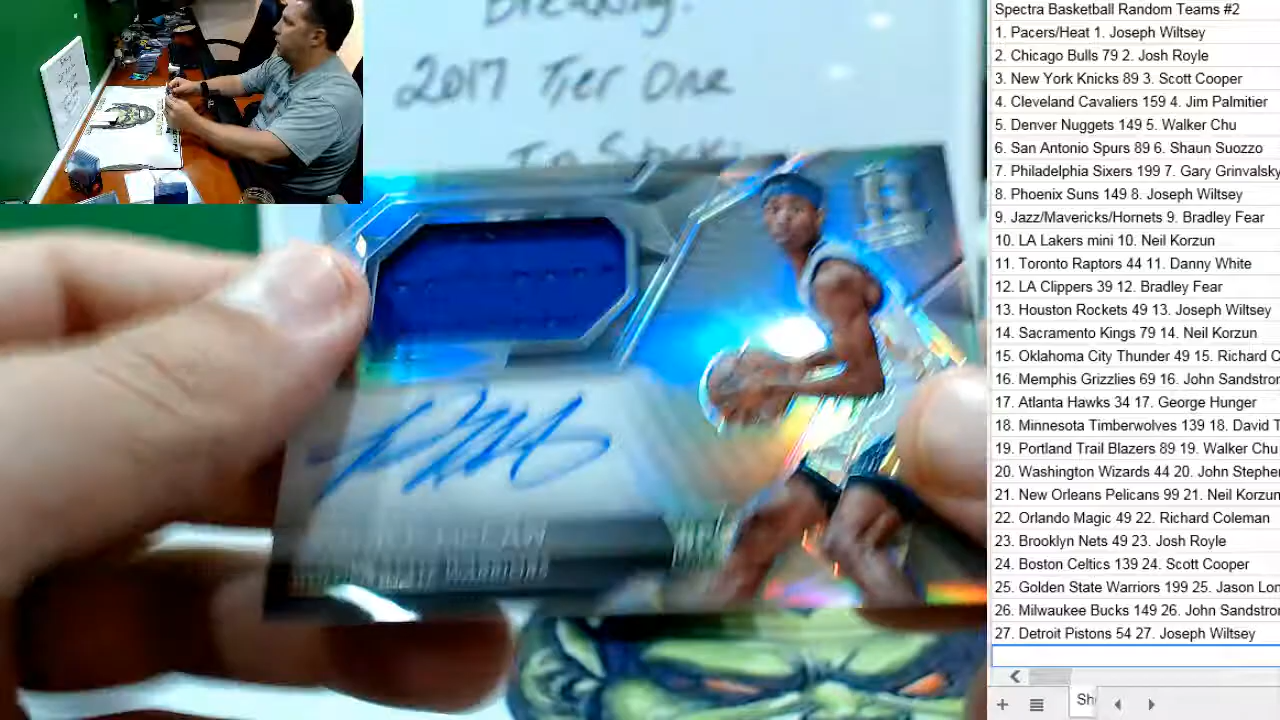 Breaking:
2017 Tier One
Spectra Basketball Random Teams #2
1. Pacers/Heat 1. Joseph Wiltsey
2. Chicago Bulls 79 2. Josh Royle
3. New York Knicks 89 3. Scott Cooper
4. Cleveland Cavaliers 159 4. Jim Palmitier
5. Denver Nuggets 149 5. Walker Chu
6. San Antonio Spurs 89 6. Shaun Suozzo
7. Philadelphia Sixers 199 7. Gary Grinvalsky
8. Phoenix Suns 149 8. Joseph Wiltsey
9. Jazz/Mavericks/Hornets 9. Bradley Fear
10. LA Lakers mini 10. Neil Korzun
11. Toronto Raptors 44 11. Danny White
12. LA Clippers 39 12. Bradley Fear
13. Houston Rockets 49 13. Joseph Wiltsey
14. Sacramento Kings 79 14. Neil Korzun
15. Oklahoma City Thunder 49 15. Richard C
16. Memphis Grizzlies 69 16. John Sandstro
17. Atlanta Hawks 34 17. George Hunger
18. Minnesota Timberwolves 139 18. David T
19. Portland Trail Blazers 89 19. Walker Chu
20. Washington Wizards 44 20. John Stephe
21. New Orleans Pelicans 99 21. Neil Korzun
22. Orlando Magic 49 22. Richard Coleman
23. Brooklyn Nets 49 23. Josh Royle
24. Boston Celtics 139 24. Scott Cooper
25. Golden State Warriors 199 25. Jason Lon
26. Milwaukee Bucks 149 26. John Sandstro
27. Detroit Pistons 54 27. Joseph Wiltsey
Sh